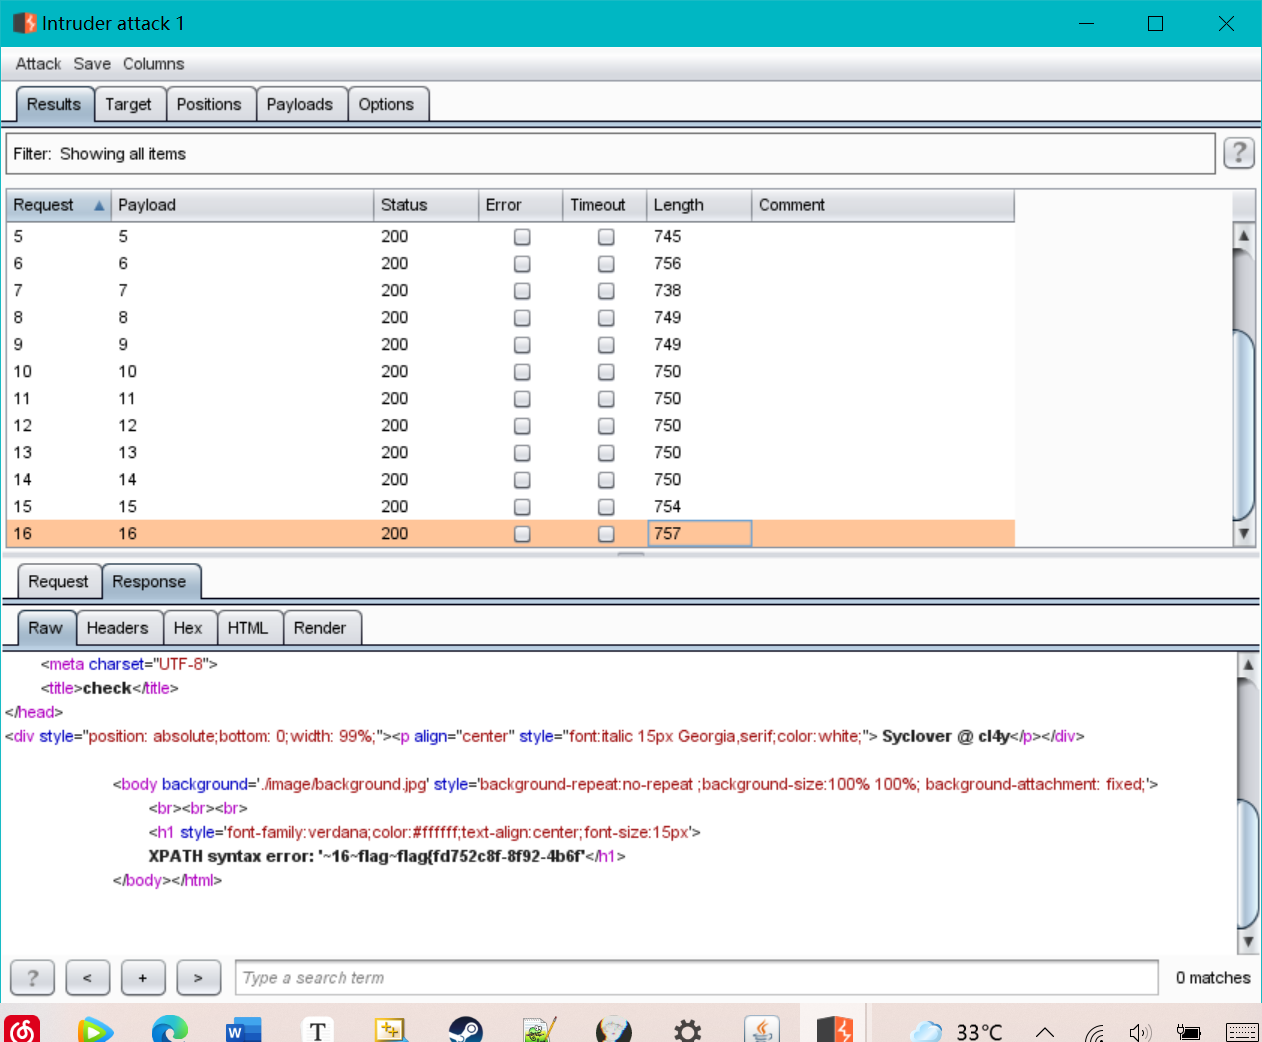 Intruder attack 1
Attack Save Columns
Results Target Positions Payloads Options
Filter: Showing all items
?
Request Payload Status Error Timeout Length Comment
5 5 200 745
6 6 200 756
7 7 200 738
8 8 200 749
9 9 200 749
10 10 200 750
11 11 200 750
12 12 200 750
13 13 200 750
14 14 200 750
15 15 200 754
16 16 200 757
Request Response
Raw Headers Hex HTML Render
<meta charset="UTF-8">
<title>check</title>
</head>
<div style="position: absolute;bottom: 0;width: 99%;"><p align="center" style="font:italic 15px Georgia,serif;color:white;"> Syclover @ cl4y</p></div>
<body background='./image/background.jpg' style='background-repeat:no-repeat ;background-size:100% 100%; background-attachment: fixed;'>
<br><br><br>
<h1 style='font-family:verdana;color:#ffffff;text-align:center;font-size:15px'>
XPATH syntax error: '~16~flag~flag{fd752c8f-8f92-4b6f'</h1>
</body></html>
? < + > Type a search term 0 matches
W T 33℃